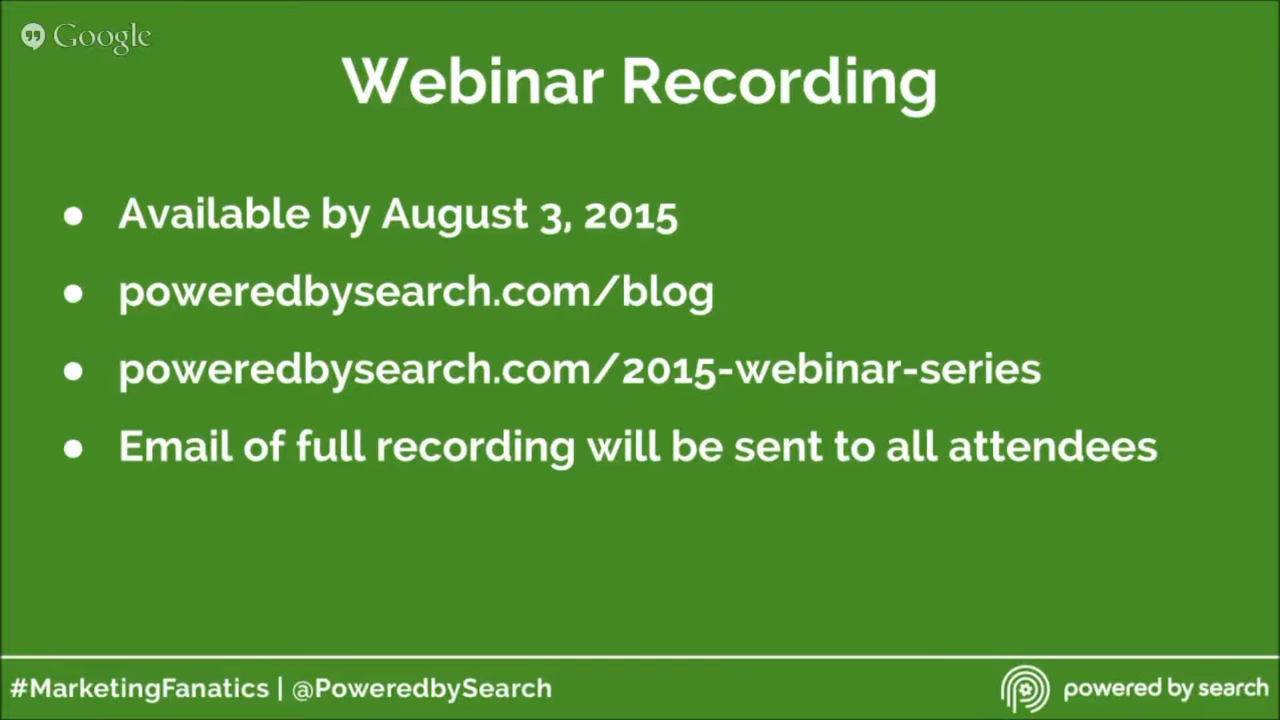 Google
Webinar Recording
● Available by August 3, 2015
● poweredbysearch.com/blog
● poweredbysearch.com/2015-webinar-series
● Email of full recording will be sent to all attendees
#MarketingFanatics | @PoweredbySearch
powered by search